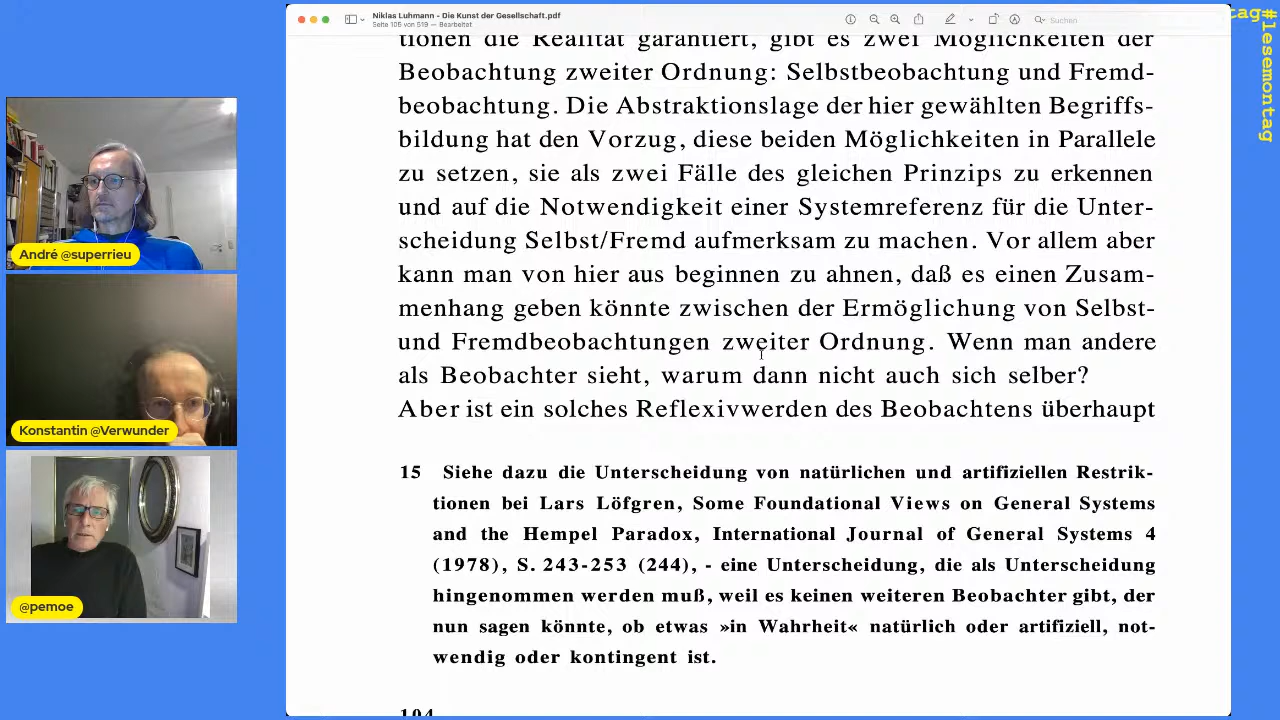 Niklas Luhmann - Die Kunst der Gesellschaft.pdf
Seite 105 von 519 – Bearbeitet
Suchen
tag#lesemontag
tionen die Realität garantiert, gibt es zwei Möglichkeiten der
Beobachtung zweiter Ordnung: Selbstbeobachtung und Fremd-
beobachtung. Die Abstraktionslage der hier gewählten Begriffs-
bildung hat den Vorzug, diese beiden Möglichkeiten in Parallele
zu setzen, sie als zwei Fälle des gleichen Prinzips zu erkennen
und auf die Notwendigkeit einer Systemreferenz für die Unter-
scheidung Selbst/Fremd aufmerksam zu machen. Vor allem aber
kann man von hier aus beginnen zu ahnen, daß es einen Zusam-
menhang geben könnte zwischen der Ermöglichung von Selbst-
und Fremdbeobachtungen zweiter Ordnung. Wenn man andere
als Beobachter sieht, warum dann nicht auch sich selber?
Aber ist ein solches Reflexivwerden des Beobachtens überhaupt
15 Siehe dazu die Unterscheidung von natürlichen und artifiziellen Restrik-
tionen bei Lars Löfgren, Some Foundational Views on General Systems
and the Hempel Paradox, International Journal of General Systems 4
(1978), S. 243-253 (244), - eine Unterscheidung, die als Unterscheidung
hingenommen werden muß, weil es keinen weiteren Beobachter gibt, der
nun sagen könnte, ob etwas »in Wahrheit« natürlich oder artifiziell, not-
wendig oder kontingent ist.
104
André @superrieu
Konstantin @Verwunder
@pemoe